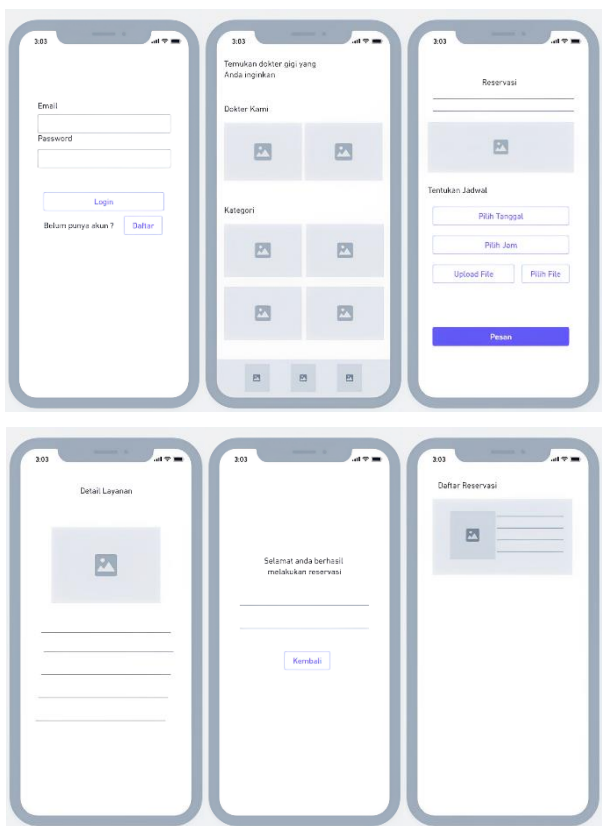 3:03
Email
Password
Login
Belum punya akun ?
Daftar
3:03
Temukan dokter gigi yang
Anda inginkan
Dokter Kami
Kategori
3:03
Reservasi
Tentukan Jadwal
Pilih Tanggal
Pilih Jam
Upload File
Pilih File
Pesan
3:03
Detail Layanan
3:03
Selamat anda berhasil
melakukan reservasi
Kembali
3:03
Daftar Reservasi